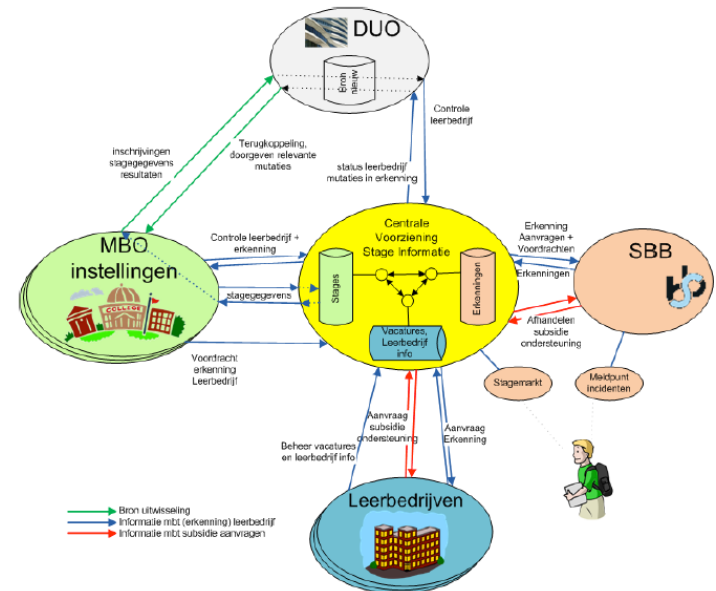 DUO
Bron
nieuw
Controle
leerbedrijf
inschrijvingen
stagegegevens
resultaten
Terugkoppeling,
doorgeven relevante
mutaties
status leerbedrijf
mutaties in erkenning
MBO
instellingen
COLLEGE
Controle leerbedrijf +
erkenning
stagegegevens
Voordracht
erkenning
Leerbedrijf
Centrale
Voorziening
Stage Informatie
Stages
Erkenningen
Vacatures,
Leerbedrijf
info
Erkenning
Aanvragen +
Voordrachten
Erkenningen
SBB
Afhandelen
subsidie
ondersteuning
Stagemarkt
Meldpunt
incidenten
Beheer vacatures
en leerbedrijf info
Aanvraag
subsidie
ondersteuning
Aanvraag
Erkenning
Leerbedrijven
Bron uitwisseling
Informatie mbt (erkenning) leerbedrijf
Informatie mbt subsidie aanvragen